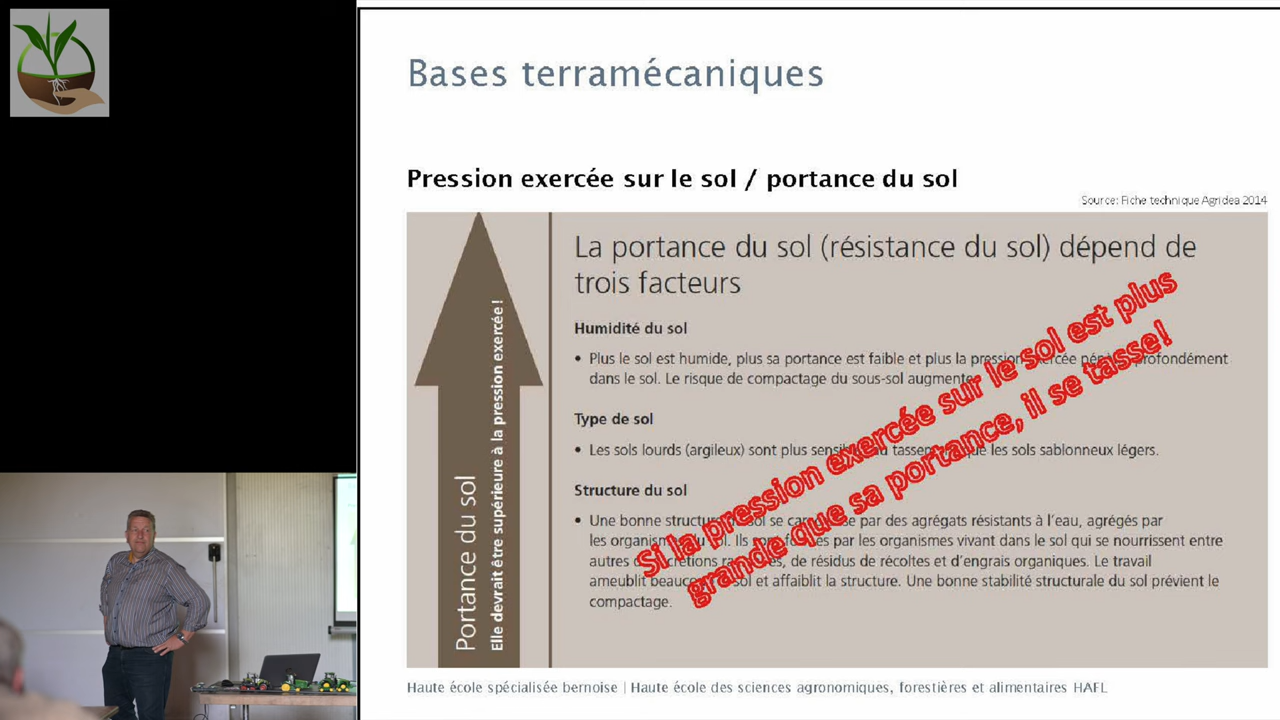 Bases terramécaniques
Pression exercée sur le sol / portance du sol
Source: Fiche technique Agridea 2014
Portance du sol
Elle devrait être supérieure à la pression exercée!
La portance du sol (résistance du sol) dépend de
trois facteurs
Humidité du sol
• Plus le sol est humide, plus sa portance est faible et plus la pression
dans le sol. Le risque de compactage du sous-sol augmente
Type de sol
• Les sols lourds (argileux) sont plus les sols sablonneux légers.
Structure du sol
• Une bonne sol se par des agrégats résistants à l'eau, agrégés par
les du sol. Ils par les organismes vivant dans le sol qui se nourrissent entre
autres de résidus de récoltes et d'engrais organiques. Le travail
ameublit sol et affaiblit la structure. Une bonne stabilité structurale du sol prévient le
compactage.
Si la pression exercée sur le sol est plus
grande que sa portance, il se tasse!
Haute école spécialisée bernoise | Haute école des sciences agronomiques, forestières et alimentaires HAFL